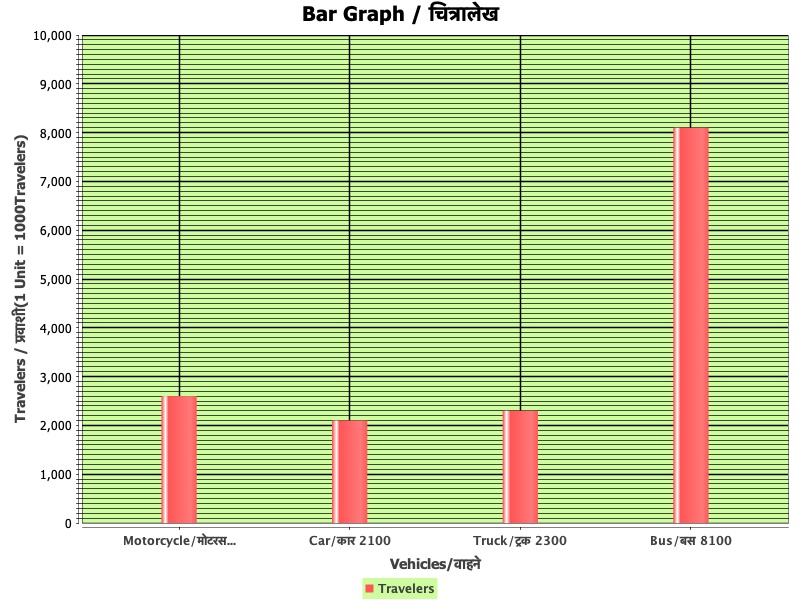 Bar Graph / चित्रालेख
Travelers / प्रवाशी(1 Unit = 1000Travelers)
10,000
9,000
8,000
7,000
6,000
5,000
4,000
3,000
2,000
1,000
0
Motorcycle/मोटरस... Car/कार 2100 Truck/ट्रक 2300 Bus/बस 8100
Vehicles/वाहने
Travelers